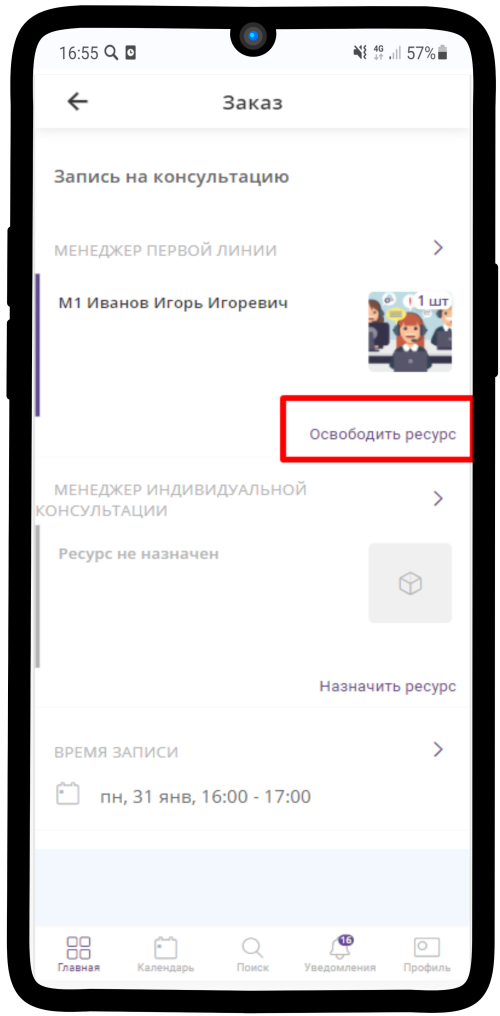 16:55
4G
57%
Заказ
Запись на консультацию
МЕНЕДЖЕР ПЕРВОЙ ЛИНИИ
М1 Иванов Игорь Игоревич
1 шт
Освободить ресурс
МЕНЕДЖЕР ИНДИВИДУАЛЬНОЙ
КОНСУЛЬТАЦИИ
Ресурс не назначен
Назначить ресурс
ВРЕМЯ ЗАПИСИ
пн, 31 янв, 16:00 - 17:00
16
Главная
Календарь
Поиск
Уведомления
Профиль